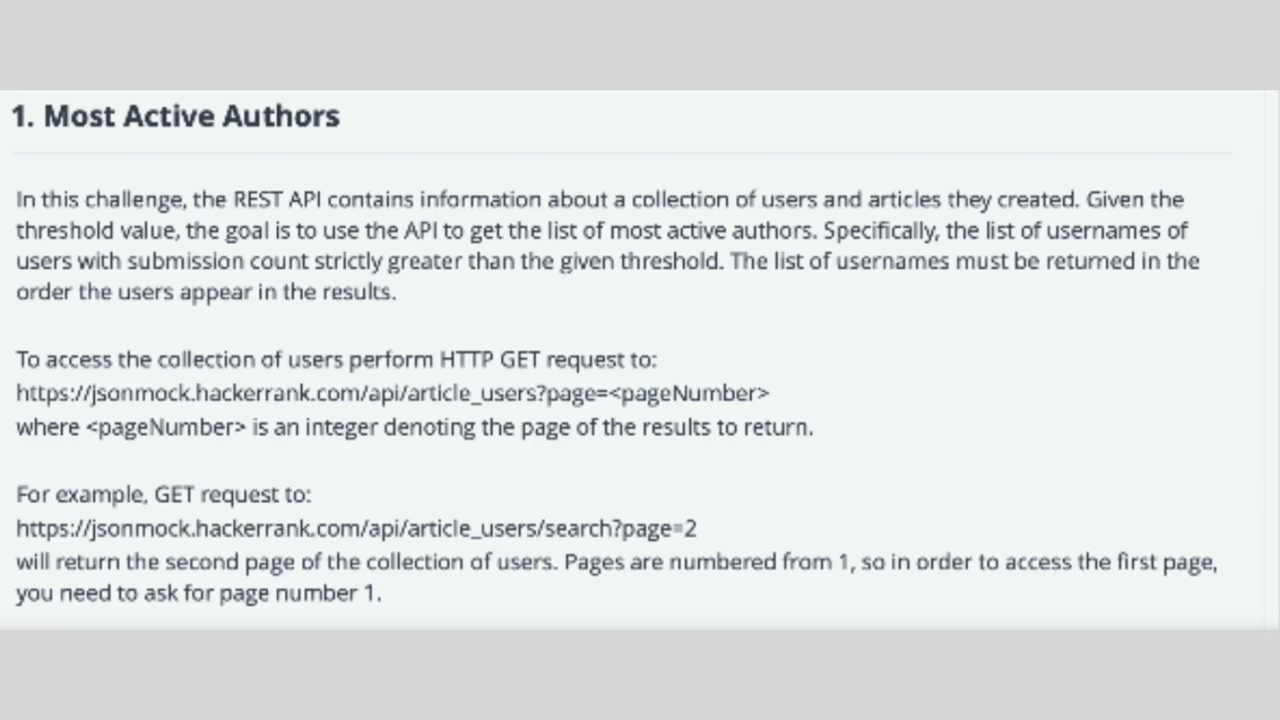 1. Most Active Authors
In this challenge, the REST API contains information about a collection of users and articles they created. Given the
threshold value, the goal is to use the API to get the list of most active authors. Specifically, the list of usernames of
users with submission count strictly greater than the given threshold. The list of usernames must be returned in the
order the users appear in the results.
To access the collection of users perform HTTP GET request to:
https://jsonmock.hackerrank.com/api/article_users?page=<pageNumber>
where <pageNumber> is an integer denoting the page of the results to return.
For example, GET request to:
https://jsonmock.hackerrank.com/api/article_users/search?page=2
will return the second page of the collection of users. Pages are numbered from 1, so in order to access the first page,
you need to ask for page number 1.